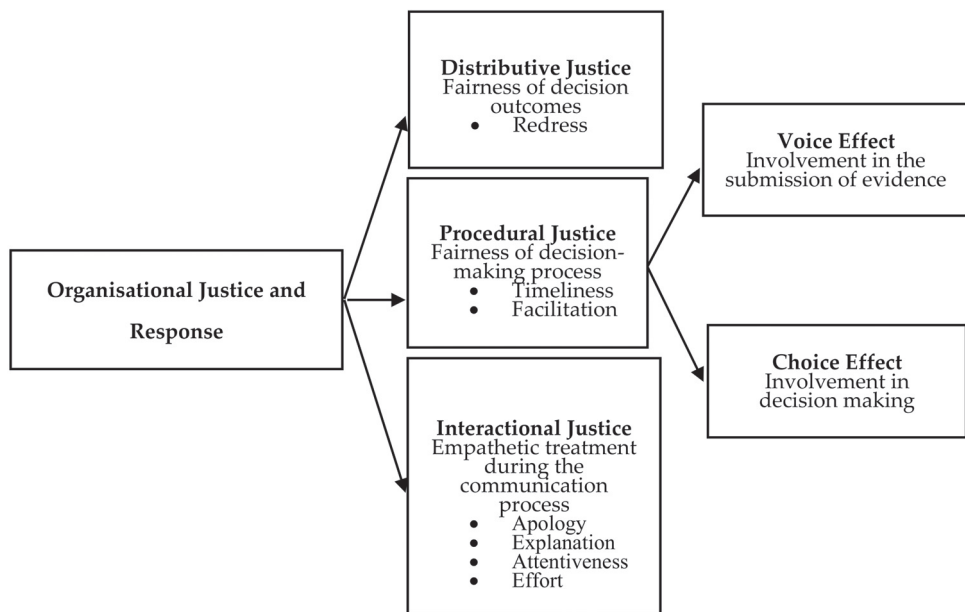 Organisational Justice and
Response
Distributive Justice
Fairness of decision
outcomes
• Redress
Procedural Justice
Fairness of decision-
making process
• Timeliness
• Facilitation
Interactional Justice
Empathetic treatment
during the
communication
process
• Apology
• Explanation
• Attentiveness
• Effort
Voice Effect
Involvement in the
submission of evidence
Choice Effect
Involvement in
decision making